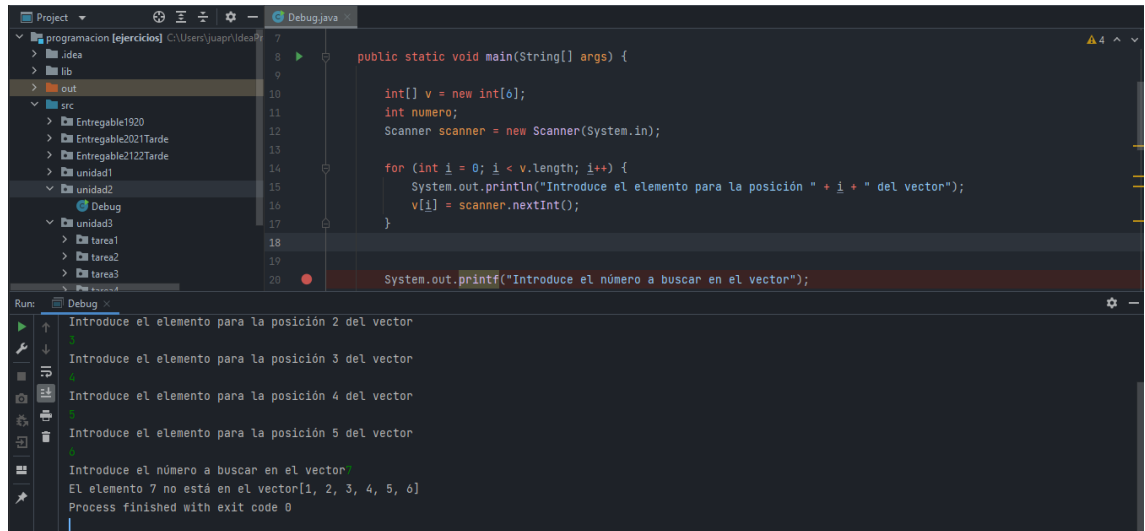 Project
Debug.java
programacion [ejercicios] C:\Users\juapr\IdeaPr
.idea
lib
out
src
Entregable1920
Entregable2021Tarde
Entregable2122Tarde
unidad1
unidad2
Debug
unidad3
tarea1
tarea2
tarea3
4
7
8 public static void main(String[] args) {
9
10 int[] v = new int[6];
11 int numero;
12 Scanner scanner = new Scanner(System.in);
13
14 for (int i = 0; i < v.length; i++) {
15 System.out.println("Introduce el elemento para la posición " + i + " del vector");
16 v[i] = scanner.nextInt();
17 }
18
19
20 System.out.printf("Introduce el número a buscar en el vector");
Run: Debug
Introduce el elemento para la posición 2 del vector
3
Introduce el elemento para la posición 3 del vector
4
Introduce el elemento para la posición 4 del vector
5
Introduce el elemento para la posición 5 del vector
6
Introduce el número a buscar en el vector7
El elemento 7 no está en el vector[1, 2, 3, 4, 5, 6]
Process finished with exit code 0